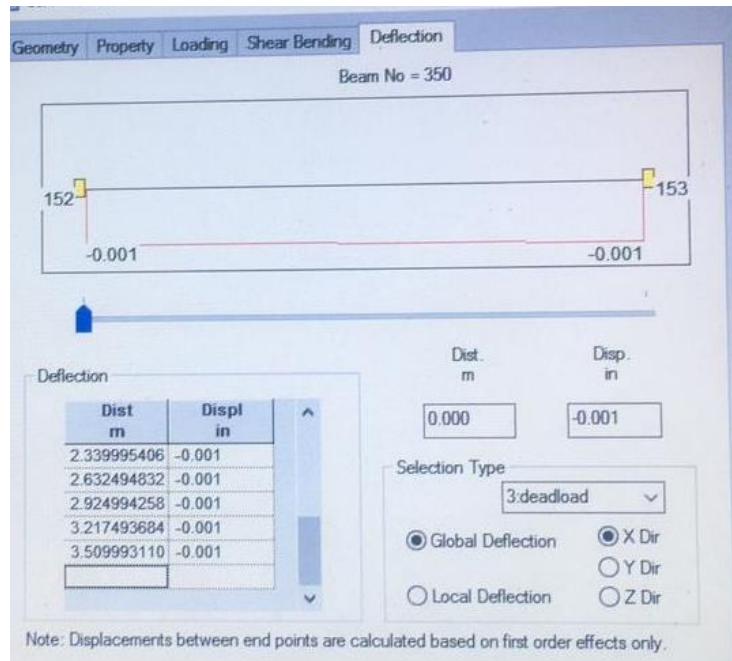 Geometry Property Loading Shear Bending Deflection
Beam No = 350
152 153
-0.001 -0.001
Dist. Disp.
m in
0.000 -0.001
Deflection
Dist Displ
m in
2.339995406 -0.001
2.632494832 -0.001
2.924994258 -0.001
3.217493684 -0.001
3.509993110 -0.001
Selection Type
3:deadload
Global Deflection X Dir
Y Dir
Local Deflection Z Dir
Note: Displacements between end points are calculated based on first order effects only.